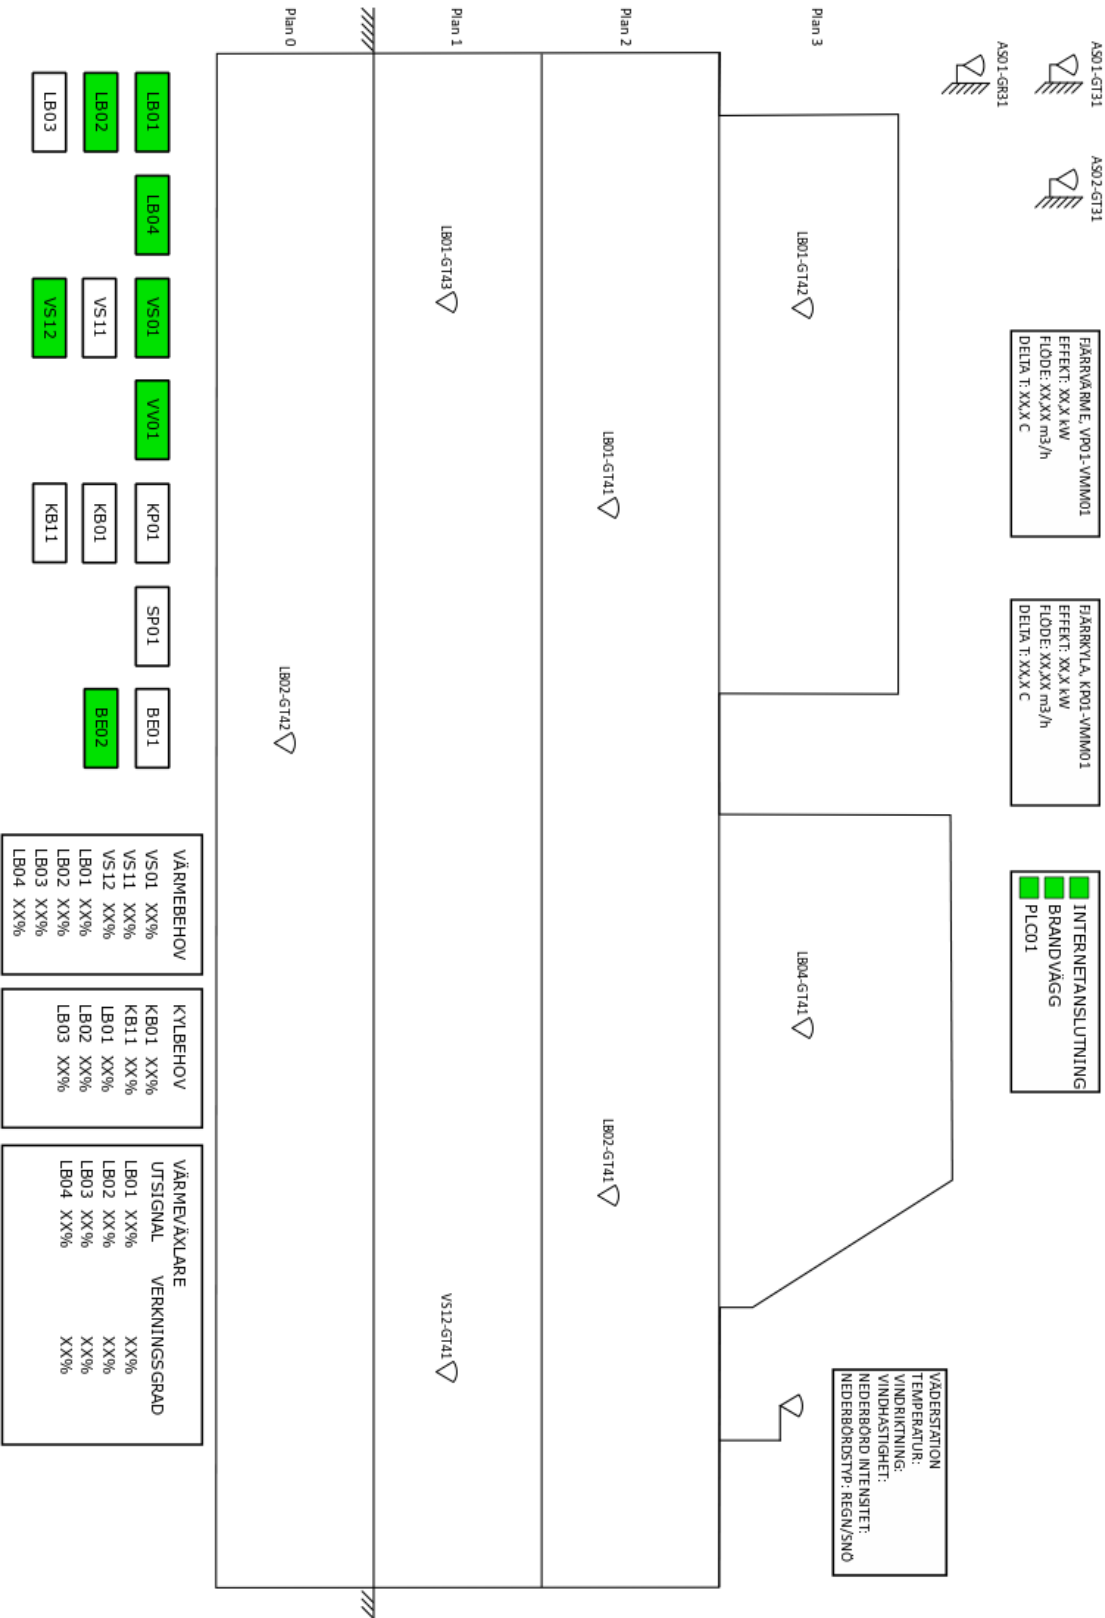 AS01-GT31
AS02-GT31
AS01-GR31
FJÄRRVÄRME, VP01-VMM01
EFFEKT: XX,X kW
FLÖDE: XX,XX m3/h
DELTA T: XX,X C
FJÄRRKYLA, KP01-VMM01
EFFEKT: XX,X kW
FLÖDE: XX,XX m3/h
DELTA T: XX,X C
INTERNETANSLUTNING
BRANDVÄGG
PLC01
VÄDERSTATION
TEMPERATUR:
VINDRIKTNING:
VINDHASTIGHET:
NEDERBÖRD INTENSITET:
NEDERBÖRDSTYP: REGN/SNÖ
Plan 3
LB01-GT42
LB04-GT41
Plan 2
LB01-GT41
LB02-GT41
Plan 1
LB01-GT43
VS12-GT41
Plan 0
LB02-GT42
LB01
LB04
VS01
VV01
KP01
SP01
BE01
LB02
VS11
KB01
BE02
LB03
VS12
KB11
VÄRMEBEHOV
VS01 XX%
VS11 XX%
VS12 XX%
LB01 XX%
LB02 XX%
LB03 XX%
LB04 XX%
KYLBEHOV
KB01 XX%
KB11 XX%
LB01 XX%
LB02 XX%
LB03 XX%
VÄRMEVÄXLARE
UTSIGNAL VERKNINGSGRAD
LB01 XX% XX%
LB02 XX% XX%
LB03 XX% XX%
LB04 XX% XX%